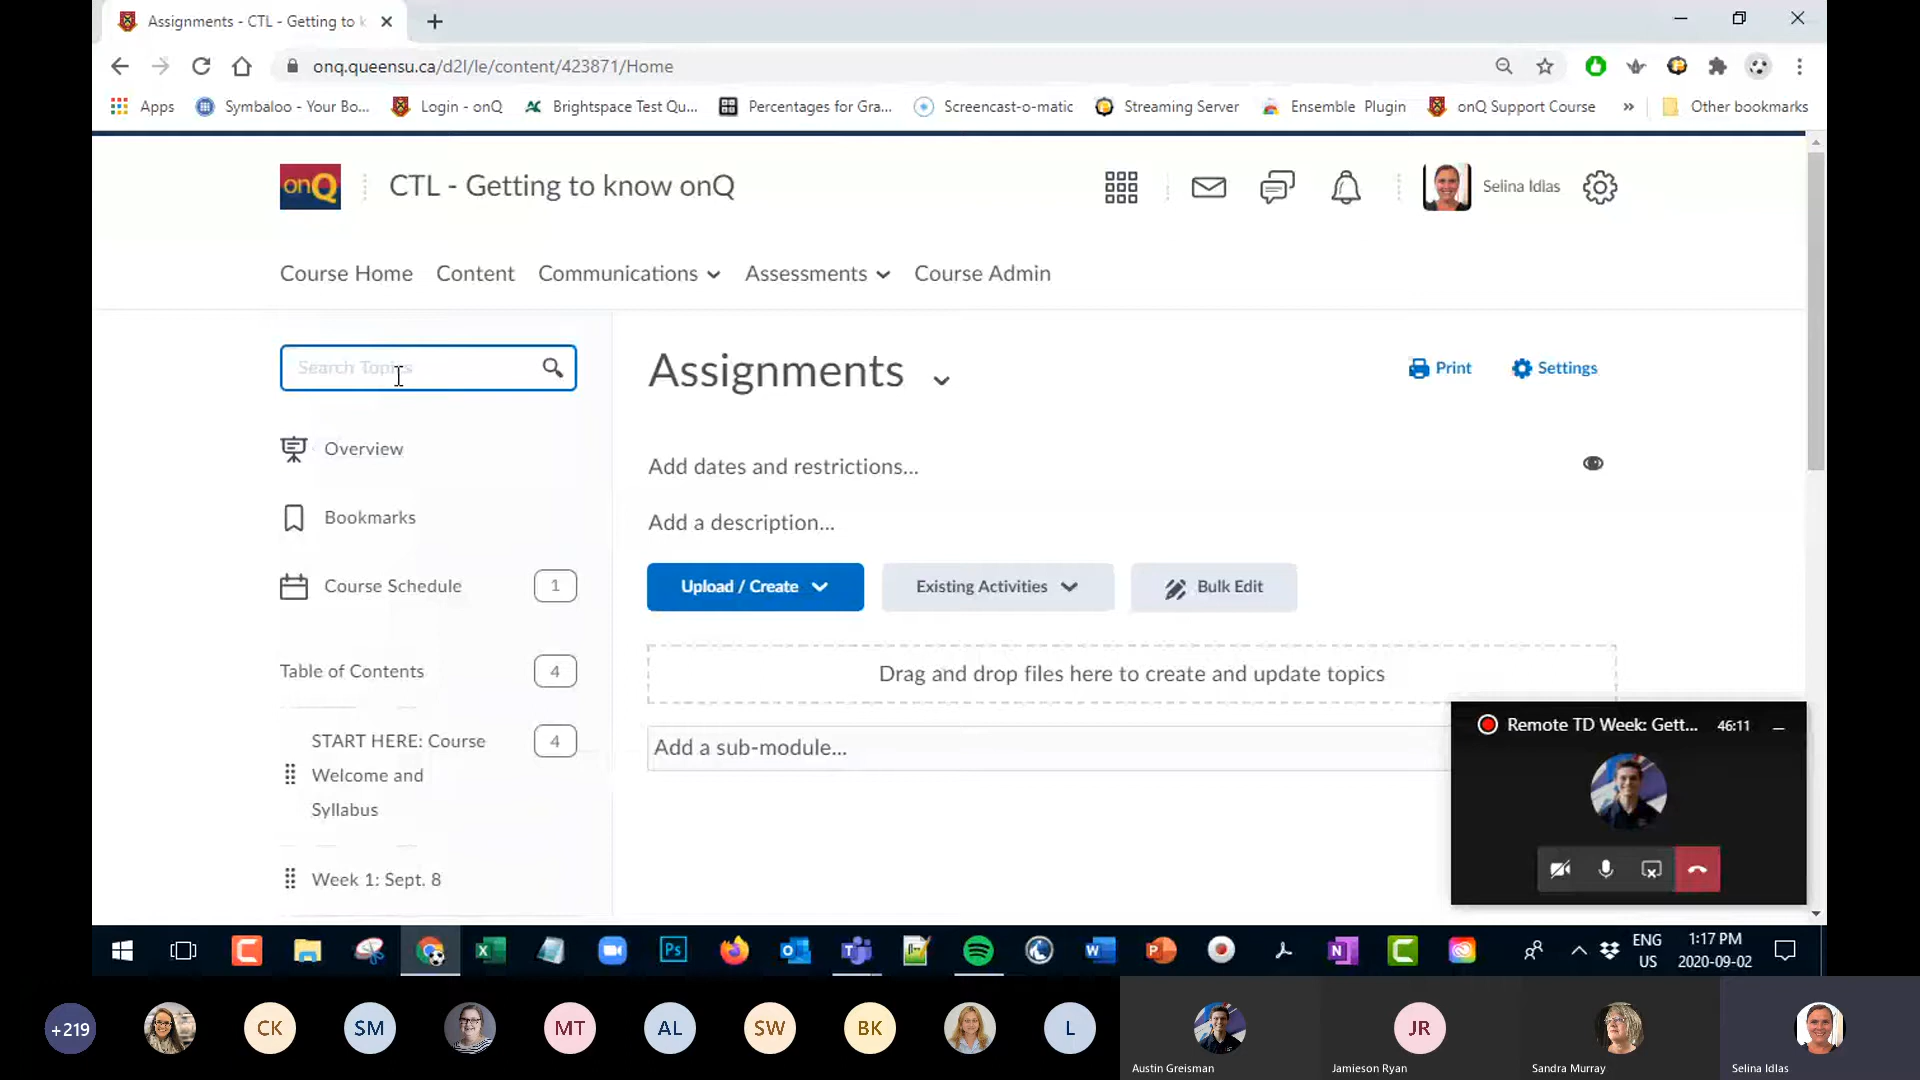 Assignments - CTL - Getting to k
onq.queensu.ca/d2l/le/content/423871/Home
Apps
Symbaloo - Your Bo...
Login - onQ
Brightspace Test Qu...
Percentages for Gra...
Screencast-o-matic
Streaming Server
Ensemble Plugin
onQ Support Course
»
Other bookmarks
onQ
CTL - Getting to know onQ
Selina Idlas
Course Home
Content
Communications
Assessments
Course Admin
Search Topics
Assignments
Print
Settings
Overview
Add dates and restrictions...
Bookmarks
Add a description...
Course Schedule
1
Upload / Create
Existing Activities
Bulk Edit
Table of Contents
4
Drag and drop files here to create and update topics
START HERE: Course
Welcome and
Syllabus
4
Add a sub-module...
Remote TD Week: Gett...
46:11
Week 1: Sept. 8
ENG
US
1:17 PM
2020-09-02
+219
CK
SM
MT
AL
SW
BK
L
JR
Austin Greisman
Jamieson Ryan
Sandra Murray
Selina Idlas